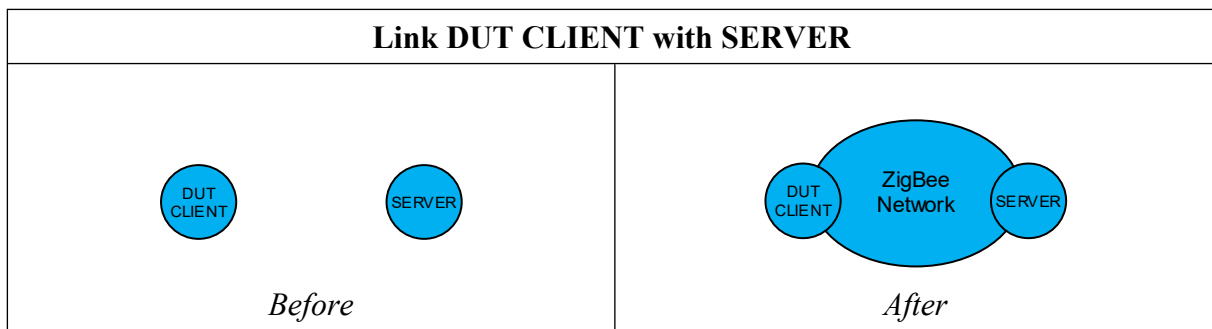 Link DUT CLIENT with SERVER
DUT
CLIENT
SERVER
Before
DUT
CLIENT
ZigBee
Network
SERVER
After